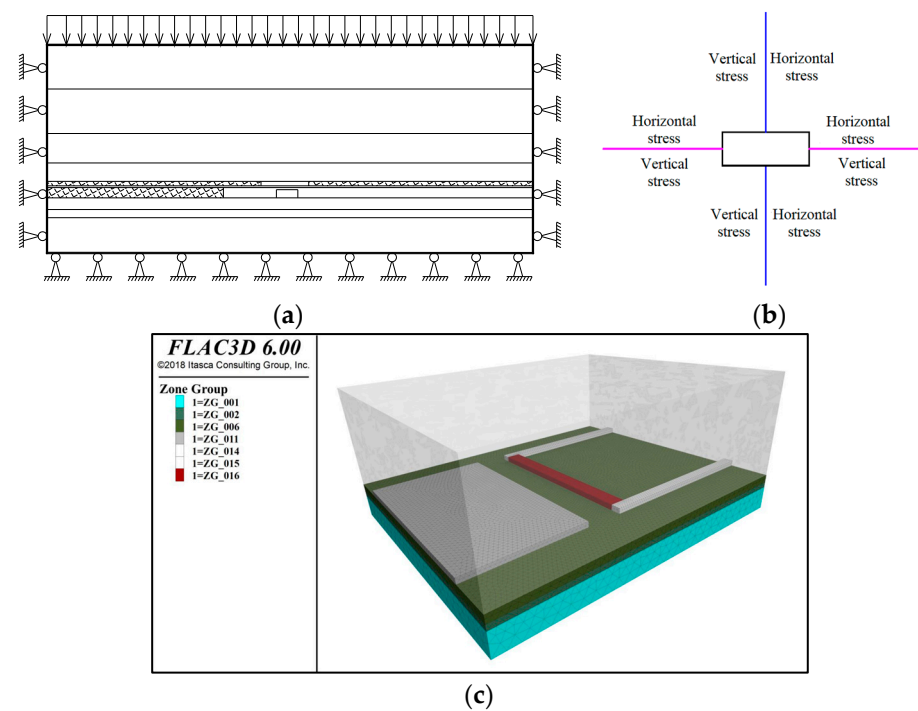 Vertical
stress
Horizontal
stress
Horizontal
stress
Horizontal
stress
Vertical
stress
Vertical
stress
Vertical
stress
Horizontal
stress
(a)
(b)
FLAC3D 6.00
©2018 Itasca Consulting Group, Inc.
Zone Group
1=ZG_001
1=ZG_002
1=ZG_006
1=ZG_011
1=ZG_014
1=ZG_015
1=ZG_016
(c)